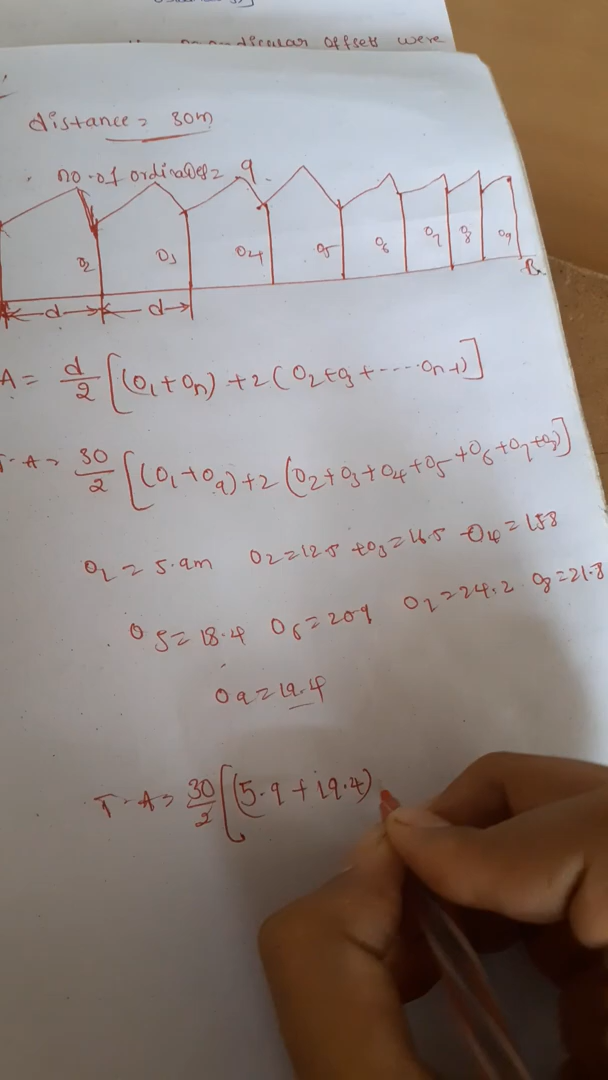 offsets were
distance = 30m
no. of ordinates = 9
O2 O3 O4 O5 O6 O7 8 O9
d d
A = d/2 [(O1 + On) + 2 (O2 + O3 + .... On-1)]
T.A = 30/2 [(O1 + O9) + 2 (O2 + O3 + O4 + O5 + O6 + O7 + O8)]
O1 = 5.9m O2 = 12.5 O3 = 16.5 O4 = 15.8
O5 = 18.4 O6 = 20.9 O7 = 24.2 O8 = 21.8
O9 = 19.4
T.A = 30/2 [(5.9 + 19.4)